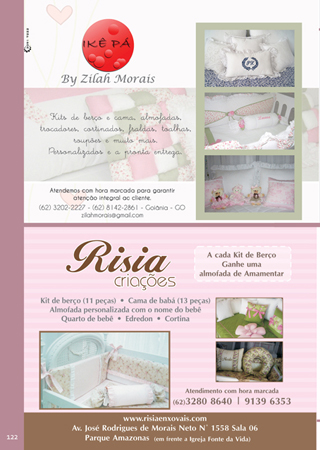 IKÊ PÁ
By Zilah Morais
Kits de berço e cama, almofadas,
trocadores, cortinados, fraldas, toalhas,
roupões e muito mais.
Personalizados e a pronta entrega.
Atendemos com hora marcada para garantir
atenção integral ao cliente.
(62) 3202-2227 - (62) 8142-2861 - Goiânia - GO
zilahmorais@gmail.com
Risia
criações
A cada Kit de Berço
Ganhe uma
almofada de Amamentar
Kit de berço (11 peças) • Cama de babá (13 peças)
Almofada personalizada com o nome do bebê
Quarto de bebê • Edredon • Cortina
Atendimento com hora marcada
(62)3280 8640 | 9139 6353
www.risiaenxovais.com
Av. José Rodrigues de Morais Neto N° 1558 Sala 06
Parque Amazonas (em frente a Igreja Fonte da Vida)
122